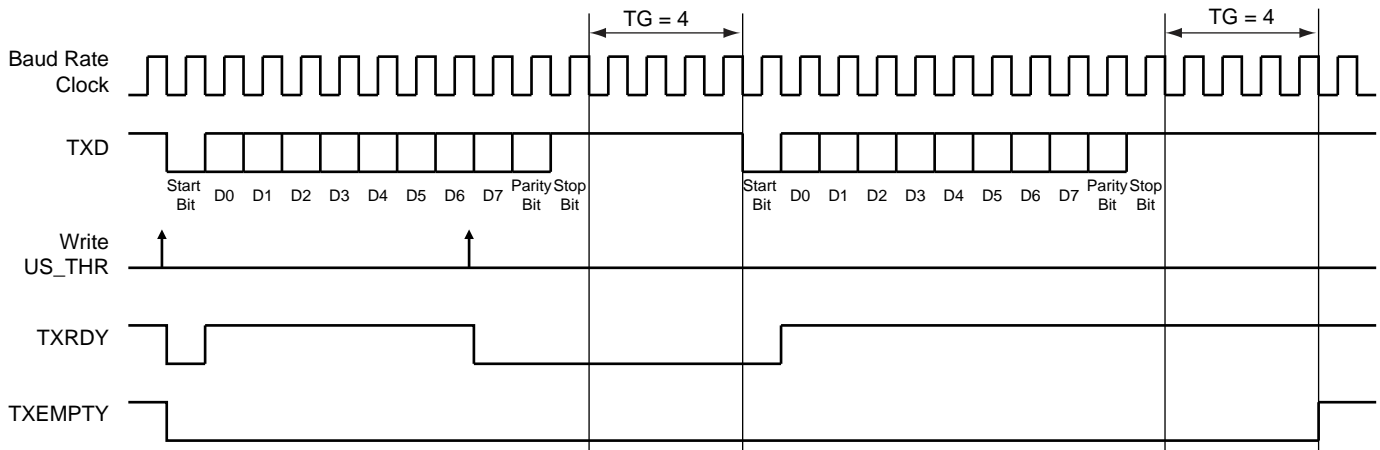 TG = 4
TG = 4
Baud Rate
Clock
TXD
Start
Bit
D0
D1
D2
D3
D4
D5
D6
D7
Parity
Bit
Stop
Bit
Start
Bit
D0
D1
D2
D3
D4
D5
D6
D7
Parity
Bit
Stop
Bit
Write
US_THR
TXRDY
TXEMPTY